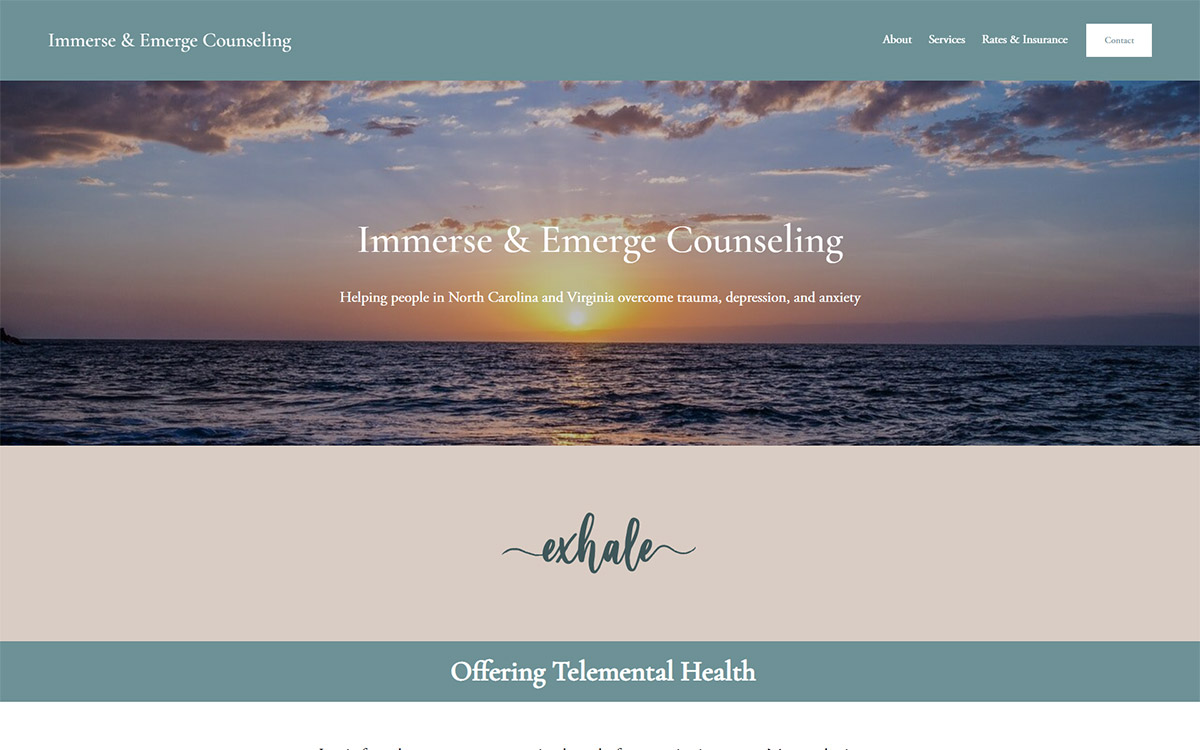 Immerse & Emerge Counseling
About Services Rates & Insurance Contact
Immerse & Emerge Counseling
Helping people in North Carolina and Virginia overcome trauma, depression, and anxiety
exhale
Offering Telemental Health